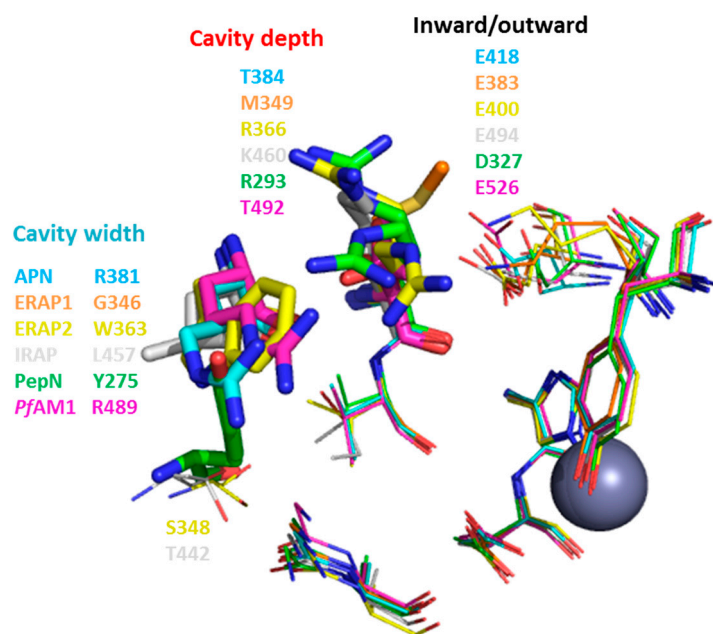 Cavity depth
T384
M349
R366
K460
R293
T492
Inward/outward
E418
E383
E400
E494
D327
E526
Cavity width
APN R381
ERAP1 G346
ERAP2 W363
IRAP L457
PepN Y275
PfAM1 R489
S348
T442